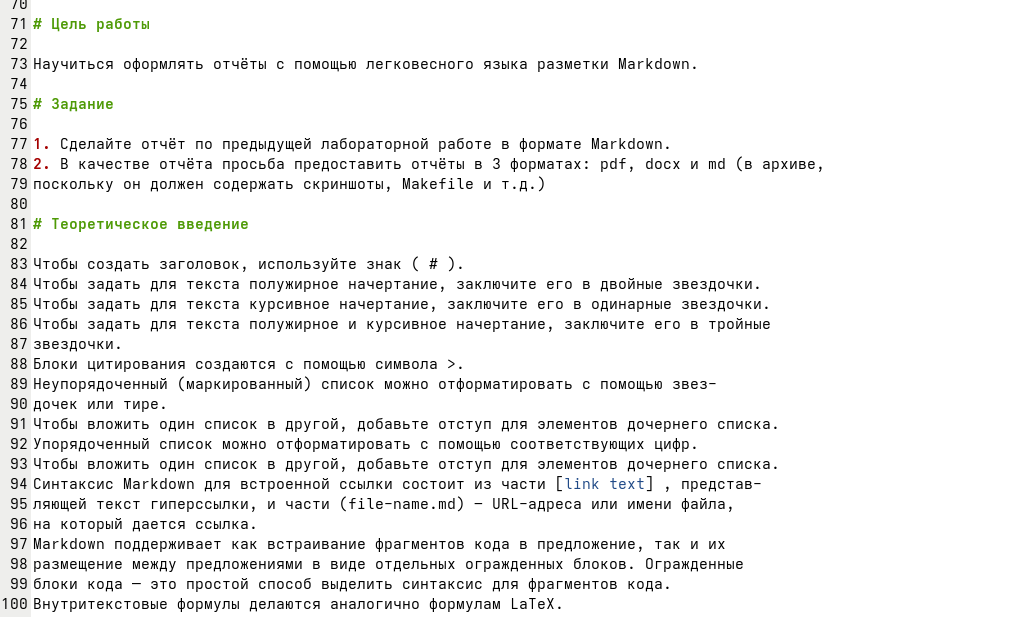 70
71 # Цель работы
72
73 Научиться оформлять отчёты с помощью легковесного языка разметки Markdown.
74
75 # Задание
76
77 1. Сделайте отчёт по предыдущей лабораторной работе в формате Markdown.
78 2. В качестве отчёта просьба предоставить отчёты в 3 форматах: pdf, docx и md (в архиве,
79 поскольку он должен содержать скриншоты, Makefile и т.д.)
80
81 # Теоретическое введение
82
83 Чтобы создать заголовок, используйте знак ( # ).
84 Чтобы задать для текста полужирное начертание, заключите его в двойные звездочки.
85 Чтобы задать для текста курсивное начертание, заключите его в одинарные звездочки.
86 Чтобы задать для текста полужирное и курсивное начертание, заключите его в тройные
87 звездочки.
88 Блоки цитирования создаются с помощью символа >.
89 Неупорядоченный (маркированный) список можно отформатировать с помощью звез-
90 дочек или тире.
91 Чтобы вложить один список в другой, добавьте отступ для элементов дочернего списка.
92 Упорядоченный список можно отформатировать с помощью соответствующих цифр.
93 Чтобы вложить один список в другой, добавьте отступ для элементов дочернего списка.
94 Синтаксис Markdown для встроенной ссылки состоит из части [link text] , представ-
95 ляющей текст гиперссылки, и части (file-name.md) – URL-адреса или имени файла,
96 на который дается ссылка.
97 Markdown поддерживает как встраивание фрагментов кода в предложение, так и их
98 размещение между предложениями в виде отдельных огражденных блоков. Огражденные
99 блоки кода — это простой способ выделить синтаксис для фрагментов кода.
100 Внутритекстовые формулы делаются аналогично формулам LaTeX.